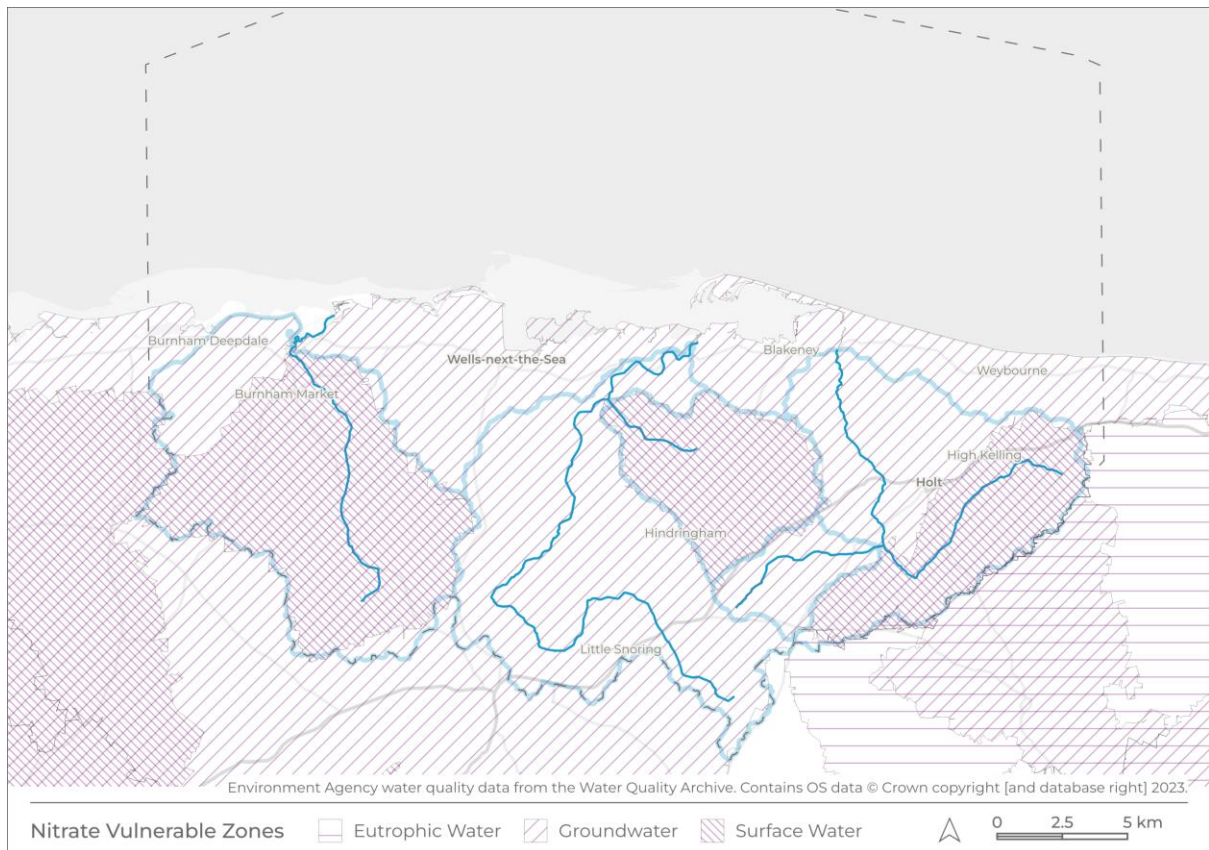 Burnham Deepdale
Blakeney
Wells-next-the-Sea
Weybourne
Burnham Market
High Kelling
Holt
Hindringham
Little Snoring
Environment Agency water quality data from the Water Quality Archive. Contains OS data © Crown copyright [and database right] 2023.
Nitrate Vulnerable Zones
Eutrophic Water
Groundwater
Surface Water
0 2.5 5 km